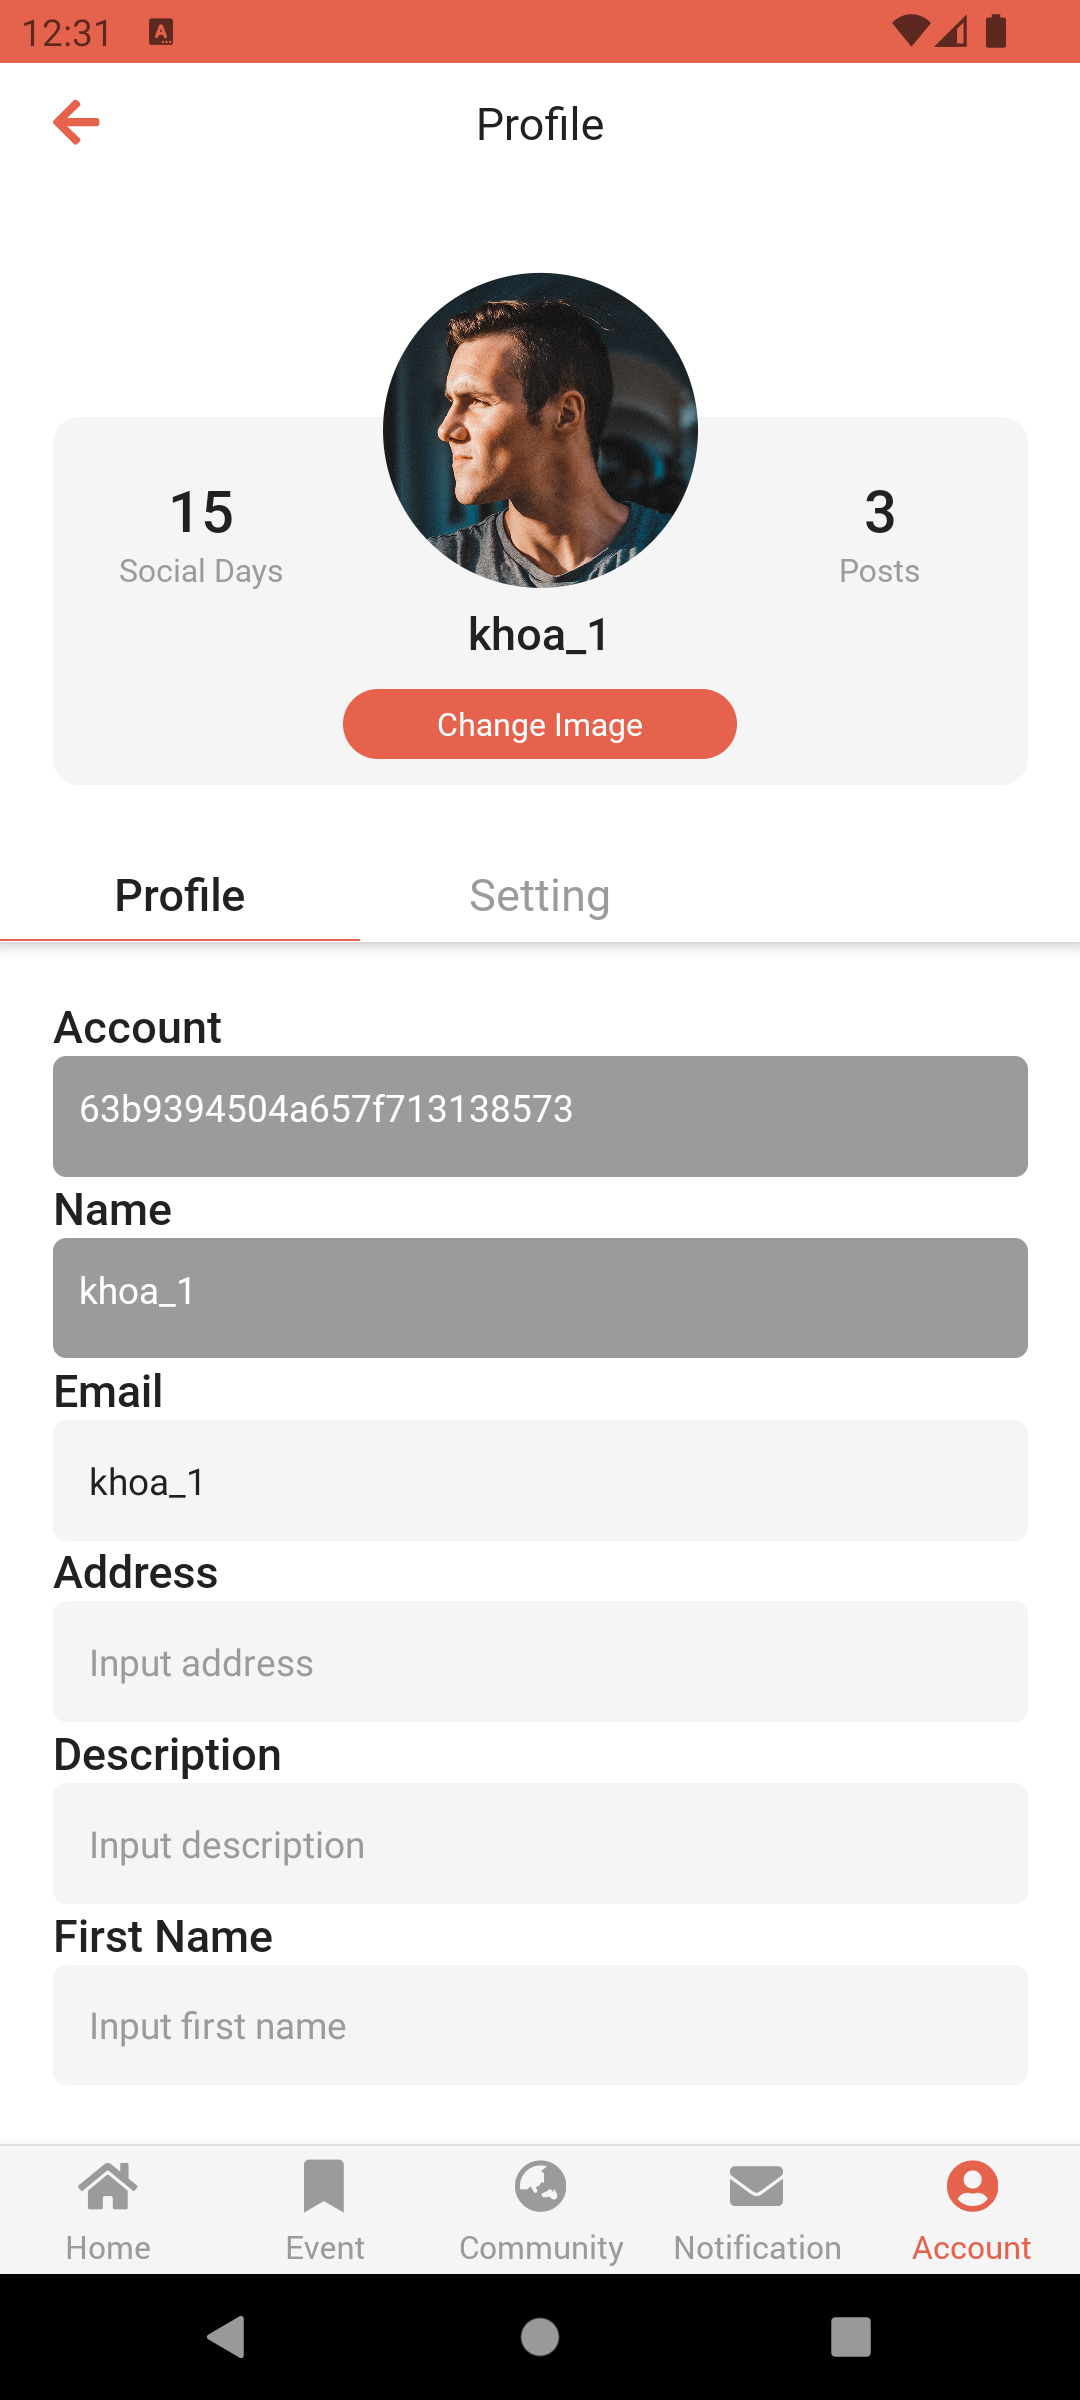 12:31
Profile
15
Social Days
3
Posts
khoa_1
Change Image
Profile
Setting
Account
63b9394504a657f713138573
Name
khoa_1
Email
khoa_1
Address
Input address
Description
Input description
First Name
Input first name
Home
Event
Community
Notification
Account